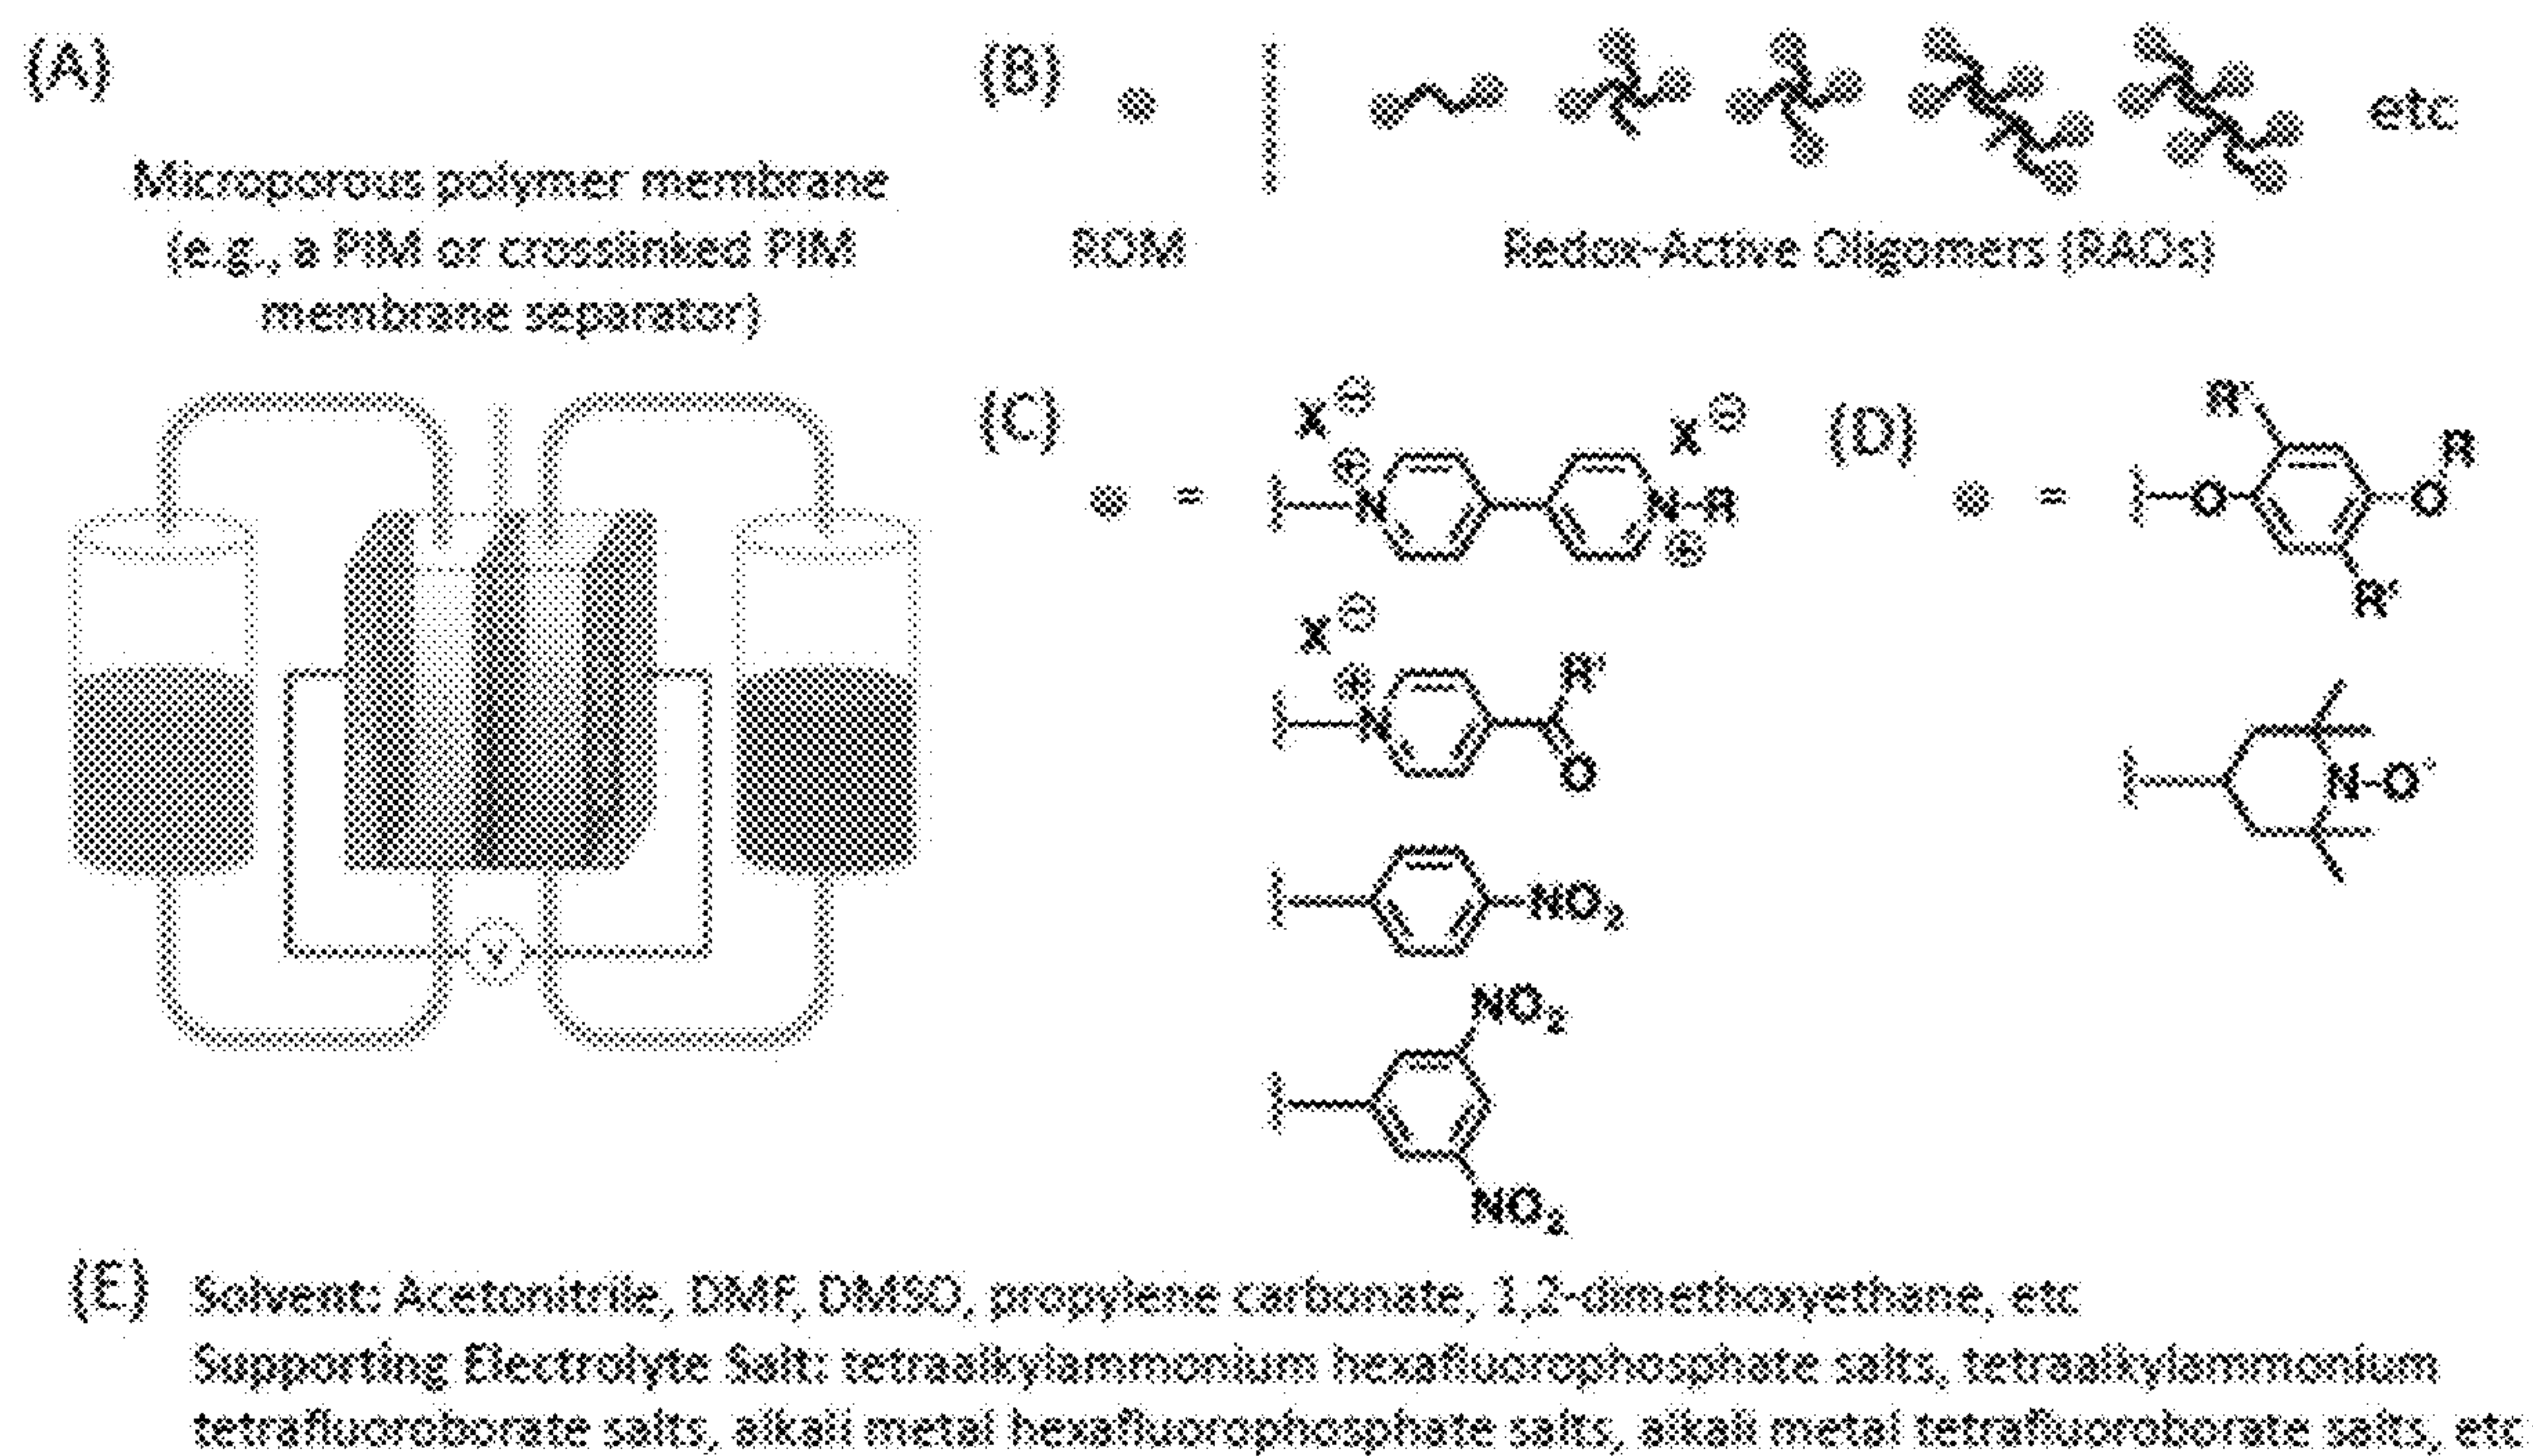 (A)
Microporous polymer membrane
(e.g., a PIM or crosslinked PIM
membrane separator)
V
(B)
etc
ROM
Redox-Active Oligomers (RAOs)
(C)
=
X⊖
⊕
N
X⊖
N-R
⊕
X⊖
⊕
N
R'
O
NO2
NO2
NO2
(D)
=
R'
R
O
O
R'
N-O
(E)
Solvent: Acetonitrile, DMF, DMSO, propylene carbonate, 1,2-dimethoxyethane, etc
Supporting Electrolyte Salt: tetraalkylammonium hexafluorophosphate salts, tetraalkylammonium
tetrafluoroborate salts, alkali metal hexafluorophosphate salts, alkali metal tetrafluoroborate salts, etc